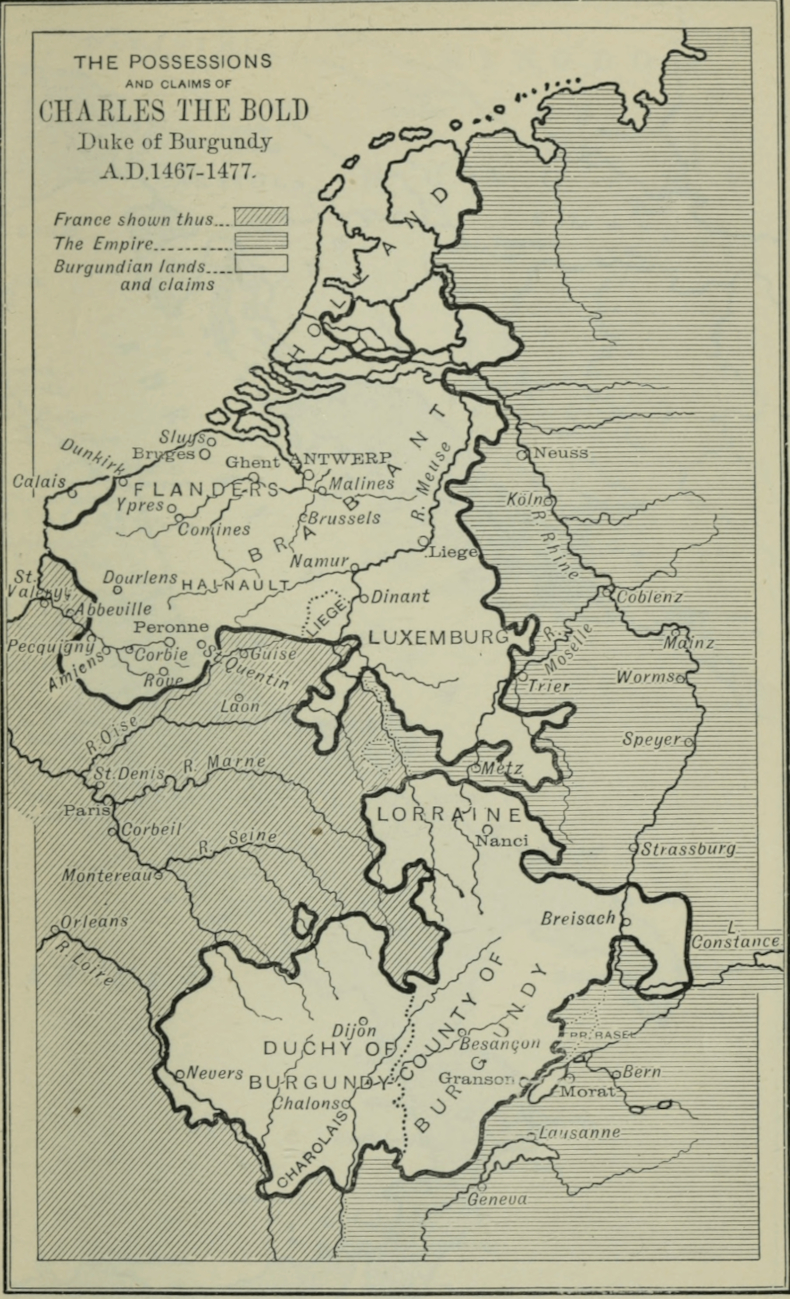 THE POSSESSIONS
AND CLAIMS OF
CHARLES THE BOLD
Duke of Burgundy
A.D.1467-1477.
France shown thus...
The Empire..........
Burgundian lands....
and claims
HOLLAND
Sluys
Bryges
Dunkirk
Ghent
ANTWERP
Calais
FLANDERS
Malines
Ypres
Brussels
Comines
BRABANT
R. Meuse
Neuss
Köln
R. Rhine
Namur
Liege
St.
Valery
Dourlens
HAINAULT
Dinant
Coblenz
Abbeville
LIEGE
Peronne
LUXEMBURG
R.
Moselle
Mainz
Pecquigny
Corbie
St. Quentin
Guise
Amiens
Roye
Trier
Worms
Laon
R. Oise
Speyer
St. Denis
R. Marne
Metz
Paris
LORRAINE
Corbeil
Nanci
R. Seine
Strassburg
Montereau
Orleans
Breisach
L
Constance
R. Loire
COUNTY OF
BURGUNDY
Dijon
DUCHY OF
BURGUNDY
Besançon
PR. BASEL
Nevers
Granson
Bern
Chalons
Morat
CHAROLAIS
Lausanne
Geneva